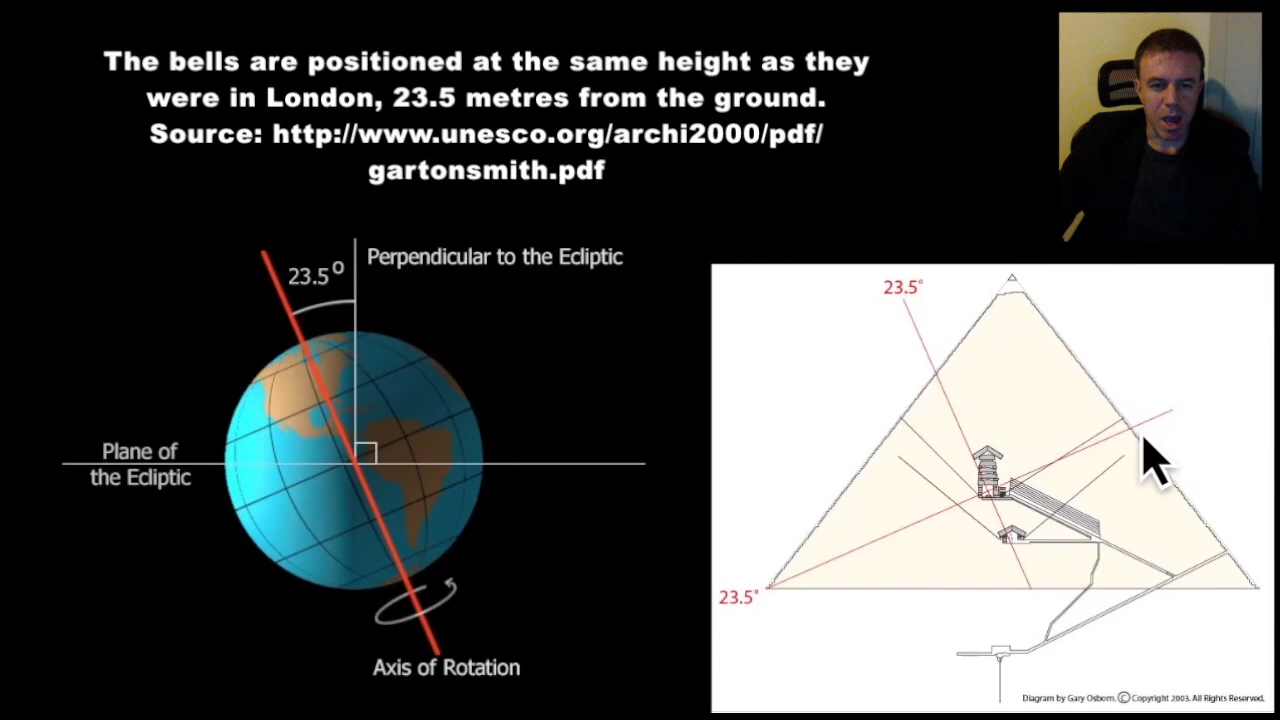 The bells are positioned at the same height as they
were in London, 23.5 metres from the ground.
Source: http://www.unesco.org/archi2000/pdf/
gartonsmith.pdf
23.5°
Perpendicular to the Ecliptic
Plane of
the Ecliptic
Axis of Rotation
23.5°
23.5°
Diagram by Gary Osborn. © Copyright 2003. All Rights Reserved.